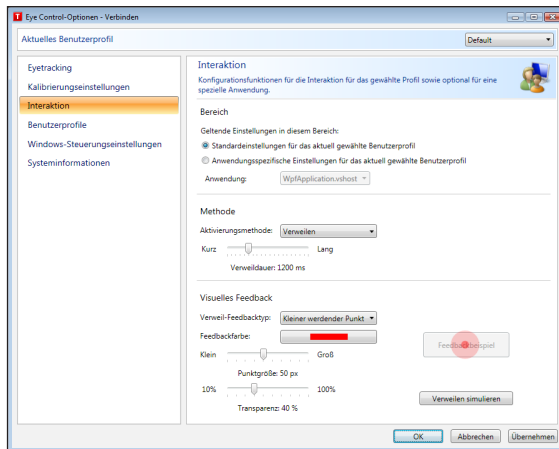 Eye Control-Optionen - Verbinden
Aktuelles Benutzerprofil
Default
Eyetracking
Kalibrierungseinstellungen
Interaktion
Benutzerprofile
Windows-Steuerungseinstellungen
Systeminformationen
Interaktion
Konfigurationsfunktionen für die Interaktion für das gewählte Profil sowie optional für eine
spezielle Anwendung.
Bereich
Geltende Einstellungen in diesem Bereich:
Standardeinstellungen für das aktuell gewählte Benutzerprofil
Anwendungsspezifische Einstellungen für das aktuell gewählte Benutzerprofil
Anwendung:
WpfApplication.vshost
Methode
Aktivierungsmethode:
Verweilen
Kurz
Lang
Verweildauer: 1200 ms
Visuelles Feedback
Verweil-Feedbacktyp:
Kleiner werdender Punkt
Feedbackfarbe:
Feedbackbeispiel
Klein
Groß
Punktgröße: 50 px
10%
100%
Transparenz: 40 %
Verweilen simulieren
OK
Abbrechen
Übernehmen